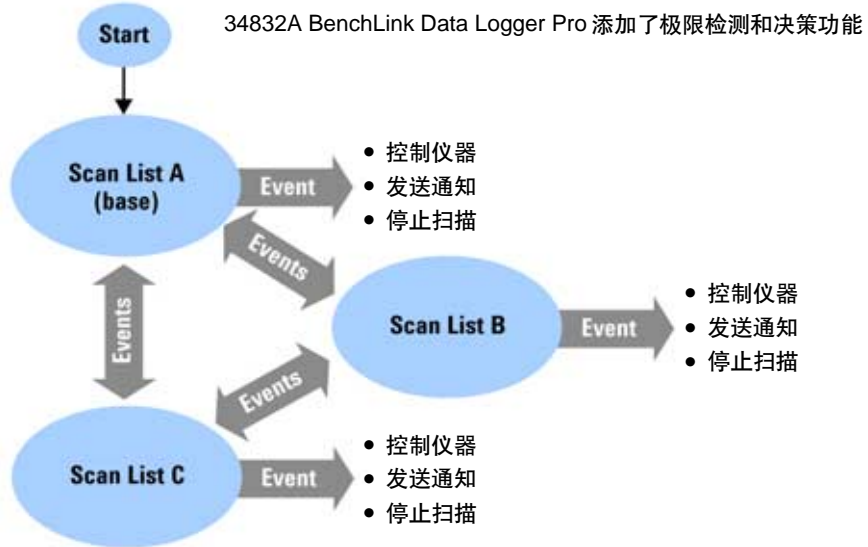 Start
34832A BenchLink Data Logger Pro 添加了极限检测和决策功能
Scan List A
(base)
Event
• 控制仪器
• 发送通知
• 停止扫描
Events
Events
Scan List B
Event
• 控制仪器
• 发送通知
• 停止扫描
Events
Scan List C
Event
• 控制仪器
• 发送通知
• 停止扫描